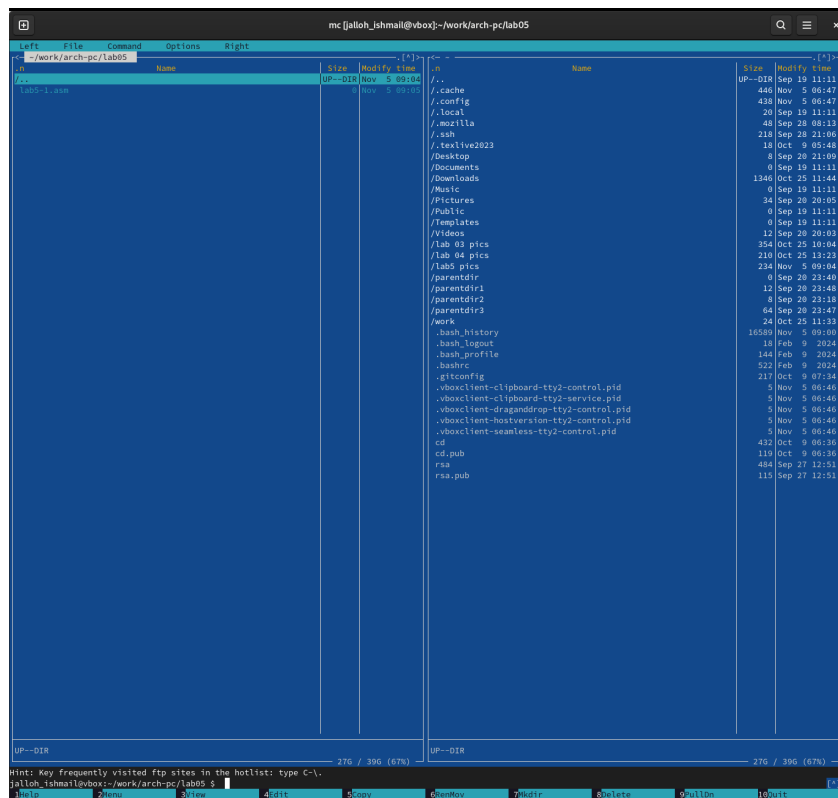 mc [jalloh_ishmail@vbox]:~/work/arch-pc/lab05
Left File Command Options Right
<- ~/work/arch-pc/lab05 .[^]>
.n Name Size Modify time
/.. UP--DIR Nov 5 09:04
lab5-1.asm 0 Nov 5 09:05
UP--DIR
27G / 39G (67%)
<- ~ .[^]>
.n Name Size Modify time
/.. UP--DIR Sep 19 11:11
/.cache 446 Nov 5 06:47
/.config 438 Nov 5 06:47
/.local 20 Sep 19 11:11
/.mozilla 48 Sep 28 08:13
/.ssh 218 Sep 28 21:06
/.texlive2023 18 Oct 9 05:48
/Desktop 8 Sep 20 21:09
/Documents 0 Sep 19 11:11
/Downloads 1346 Oct 25 11:44
/Music 0 Sep 19 11:11
/Pictures 34 Sep 20 20:05
/Public 0 Sep 19 11:11
/Templates 0 Sep 19 11:11
/Videos 12 Sep 20 20:03
/lab 03 pics 354 Oct 25 10:04
/lab 04 pics 210 Oct 25 13:23
/lab5 pics 234 Nov 5 09:04
/parentdir 0 Sep 20 23:40
/parentdir1 12 Sep 20 23:48
/parentdir2 8 Sep 20 23:18
/parentdir3 64 Sep 20 23:47
/work 24 Oct 25 11:33
.bash_history 16589 Nov 5 09:00
.bash_logout 18 Feb 9 2024
.bash_profile 144 Feb 9 2024
.bashrc 522 Feb 9 2024
.gitconfig 217 Oct 9 07:34
.vboxclient-clipboard-tty2-control.pid 5 Nov 5 06:46
.vboxclient-clipboard-tty2-service.pid 5 Nov 5 06:46
.vboxclient-draganddrop-tty2-control.pid 5 Nov 5 06:46
.vboxclient-hostversion-tty2-control.pid 5 Nov 5 06:46
.vboxclient-seamless-tty2-control.pid 5 Nov 5 06:46
cd 432 Oct 9 06:36
cd.pub 119 Oct 9 06:36
rsa 484 Sep 27 12:51
rsa.pub 115 Sep 27 12:51
UP--DIR
27G / 39G (67%)
Hint: Key frequently visited ftp sites in the hotlist: type C-\.
jalloh_ishmail@vbox:~/work/arch-pc/lab05 $ [^]
1Help 2Menu 3View 4Edit 5Copy 6RenMov 7Mkdir 8Delete 9PullDn 10Quit